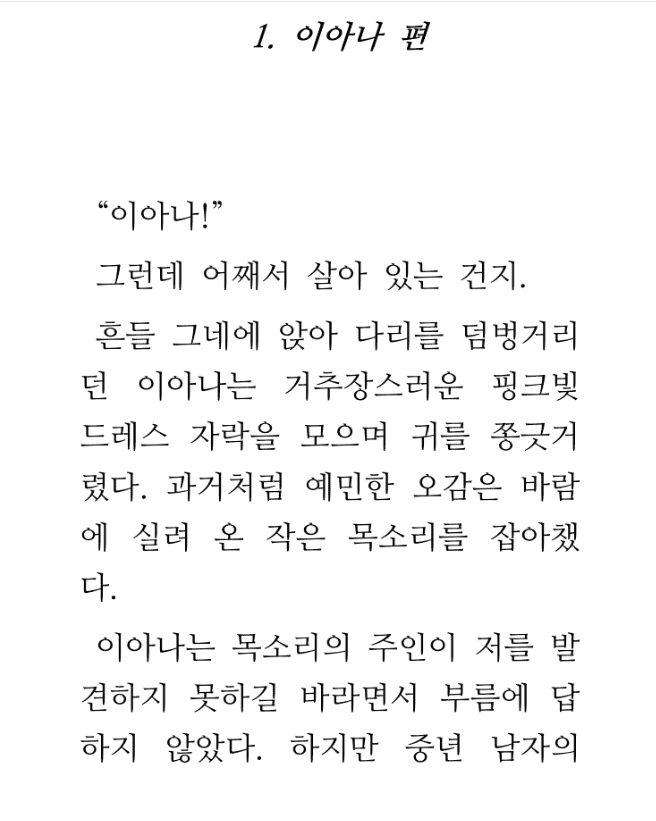 1. 이아나 편
“이아나!”
그런데 어째서 살아 있는 건지.
흔들 그네에 앉아 다리를 덤벙거리
던 이아나는 거추장스러운 핑크빛
드레스 자락을 모으며 귀를 쫑긋거
렸다. 과거처럼 예민한 오감은 바람
에 실려 온 작은 목소리를 잡아챘
다.
이아나는 목소리의 주인이 저를 발
견하지 못하길 바라면서 부름에 답
하지 않았다. 하지만 중년 남자의